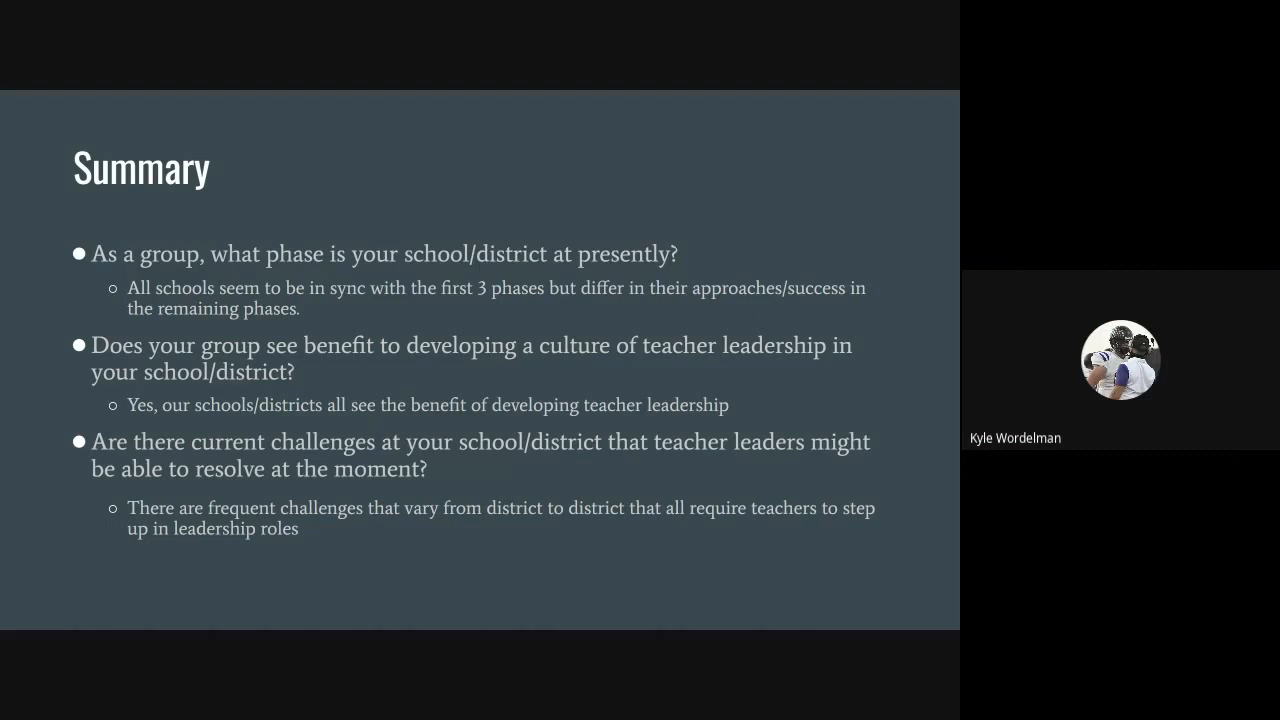 Summary
As a group, what phase is your school/district at presently?
All schools seem to be in sync with the first 3 phases but differ in their approaches/success in
the remaining phases.
Does your group see benefit to developing a culture of teacher leadership in
your school/district?
Yes, our schools/districts all see the benefit of developing teacher leadership
Are there current challenges at your school/district that teacher leaders might
be able to resolve at the moment?
There are frequent challenges that vary from district to district that all require teachers to step
up in leadership roles
Kyle Wordelman